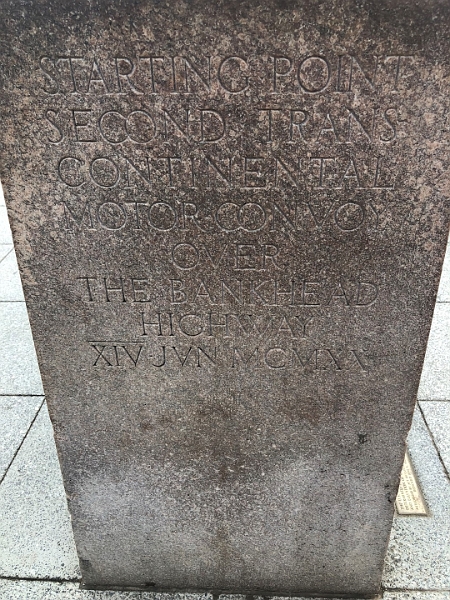 STARTING POINT
SECOND TRANS-
CONTINENTAL
MOTOR CONVOY
OVER
THE BANKHEAD
HIGHWAY
XIV·JVN·MCMXX